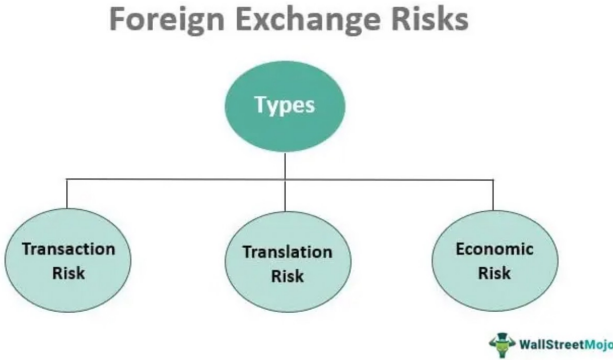 Foreign Exchange Risks
Types
Transaction
Risk
Translation
Risk
Economic
Risk
WallStreetMojo